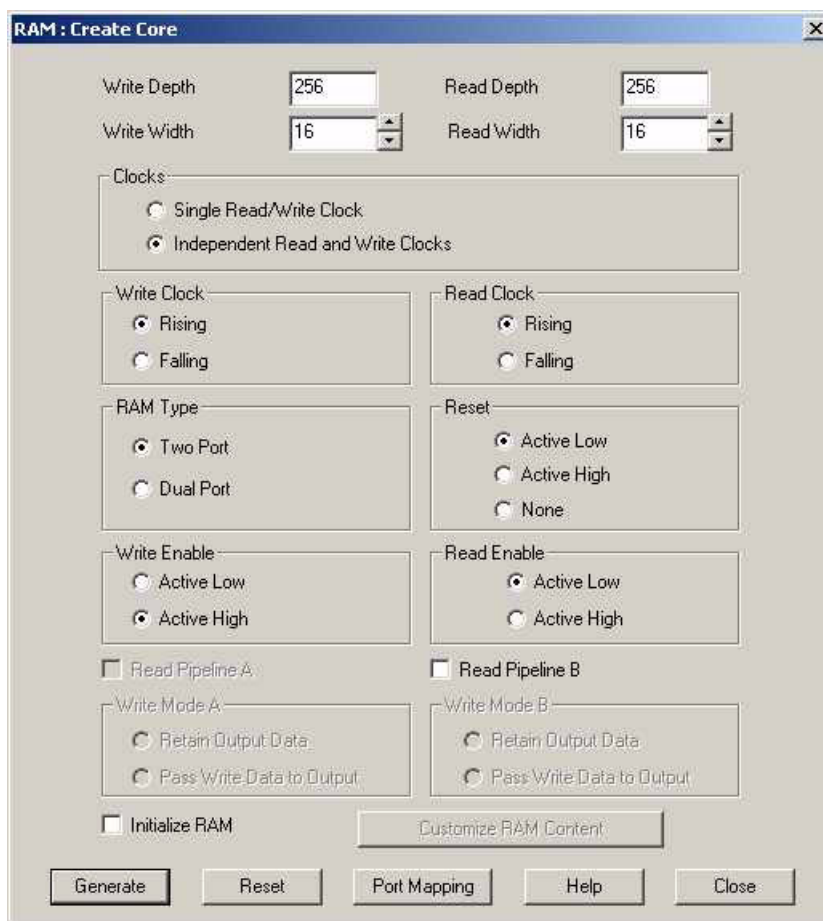 RAM : Create Core
Write Depth 256 Read Depth 256
Write Width 16 Read Width 16
Clocks
Single Read/Write Clock
Independent Read and Write Clocks
Write Clock Read Clock
Rising Rising
Falling Falling
RAM Type Reset
Two Port Active Low
Dual Port Active High
None
Write Enable Read Enable
Active Low Active Low
Active High Active High
Read Pipeline A Read Pipeline B
Write Mode A Write Mode B
Retain Output Data Retain Output Data
Pass Write Data to Output Pass Write Data to Output
Initialize RAM Customize RAM Content
Generate Reset Port Mapping Help Close